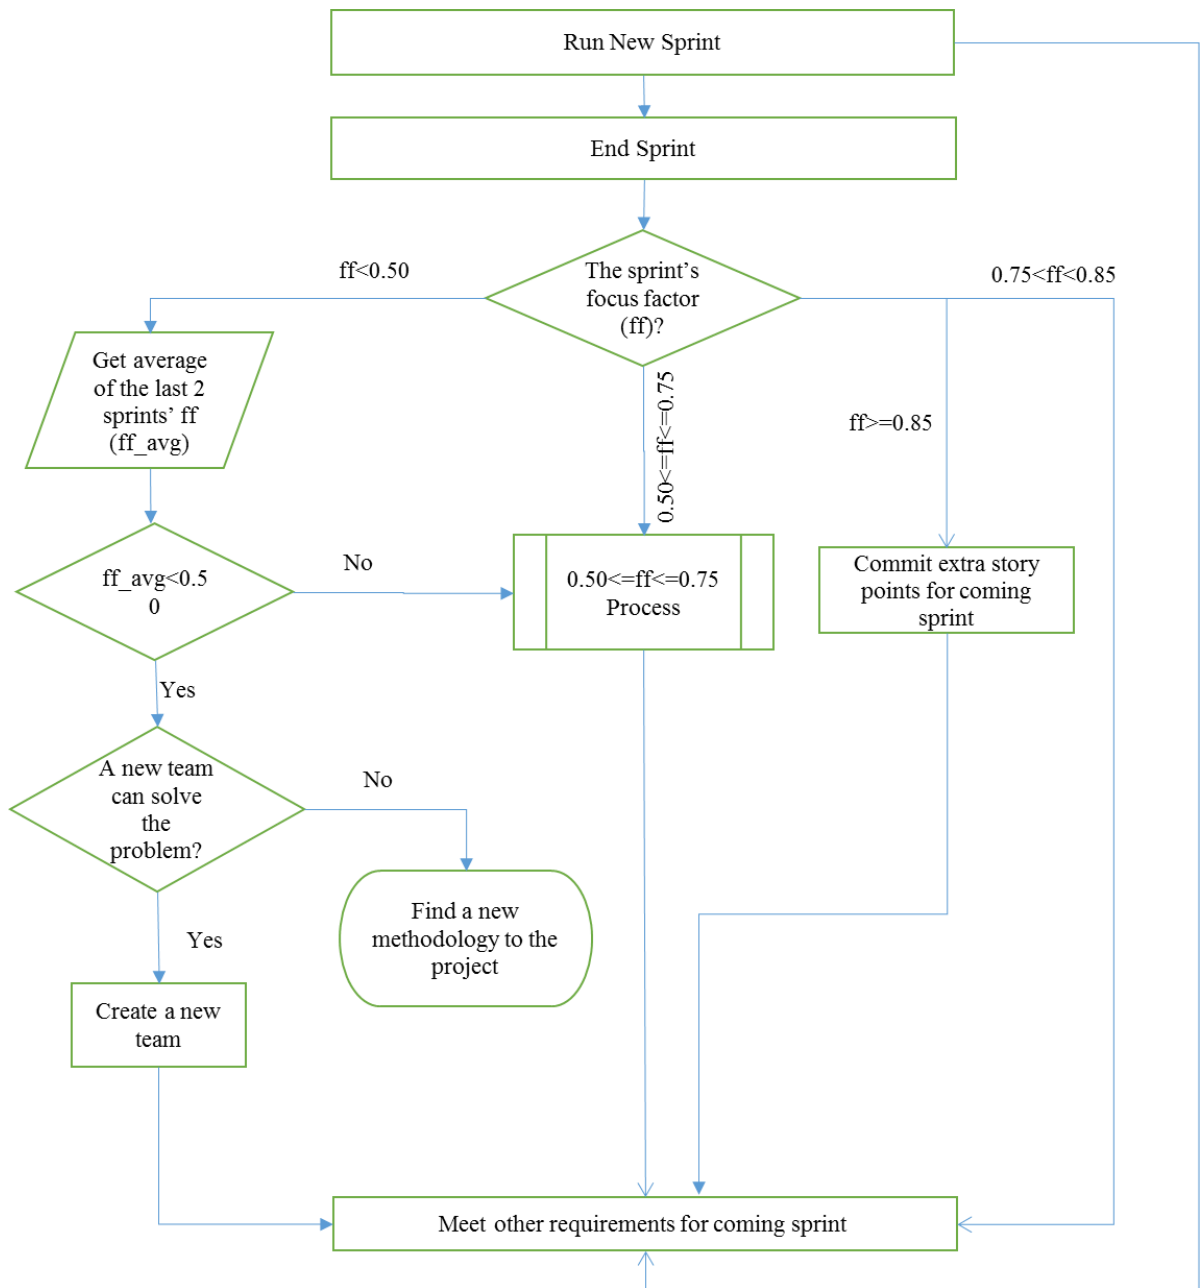 Run New Sprint
End Sprint
The sprint’s
focus factor
(ff)?
ff<0.50
0.75<ff<0.85
Get average
of the last 2
sprints’ ff
(ff_avg)
0.50<=ff<=0.75
ff>=0.85
ff_avg<0.5
0
No
0.50<=ff<=0.75
Process
Commit extra story
points for coming
sprint
Yes
A new team
can solve
the
problem?
No
Find a new
methodology to the
project
Yes
Create a new
team
Meet other requirements for coming sprint